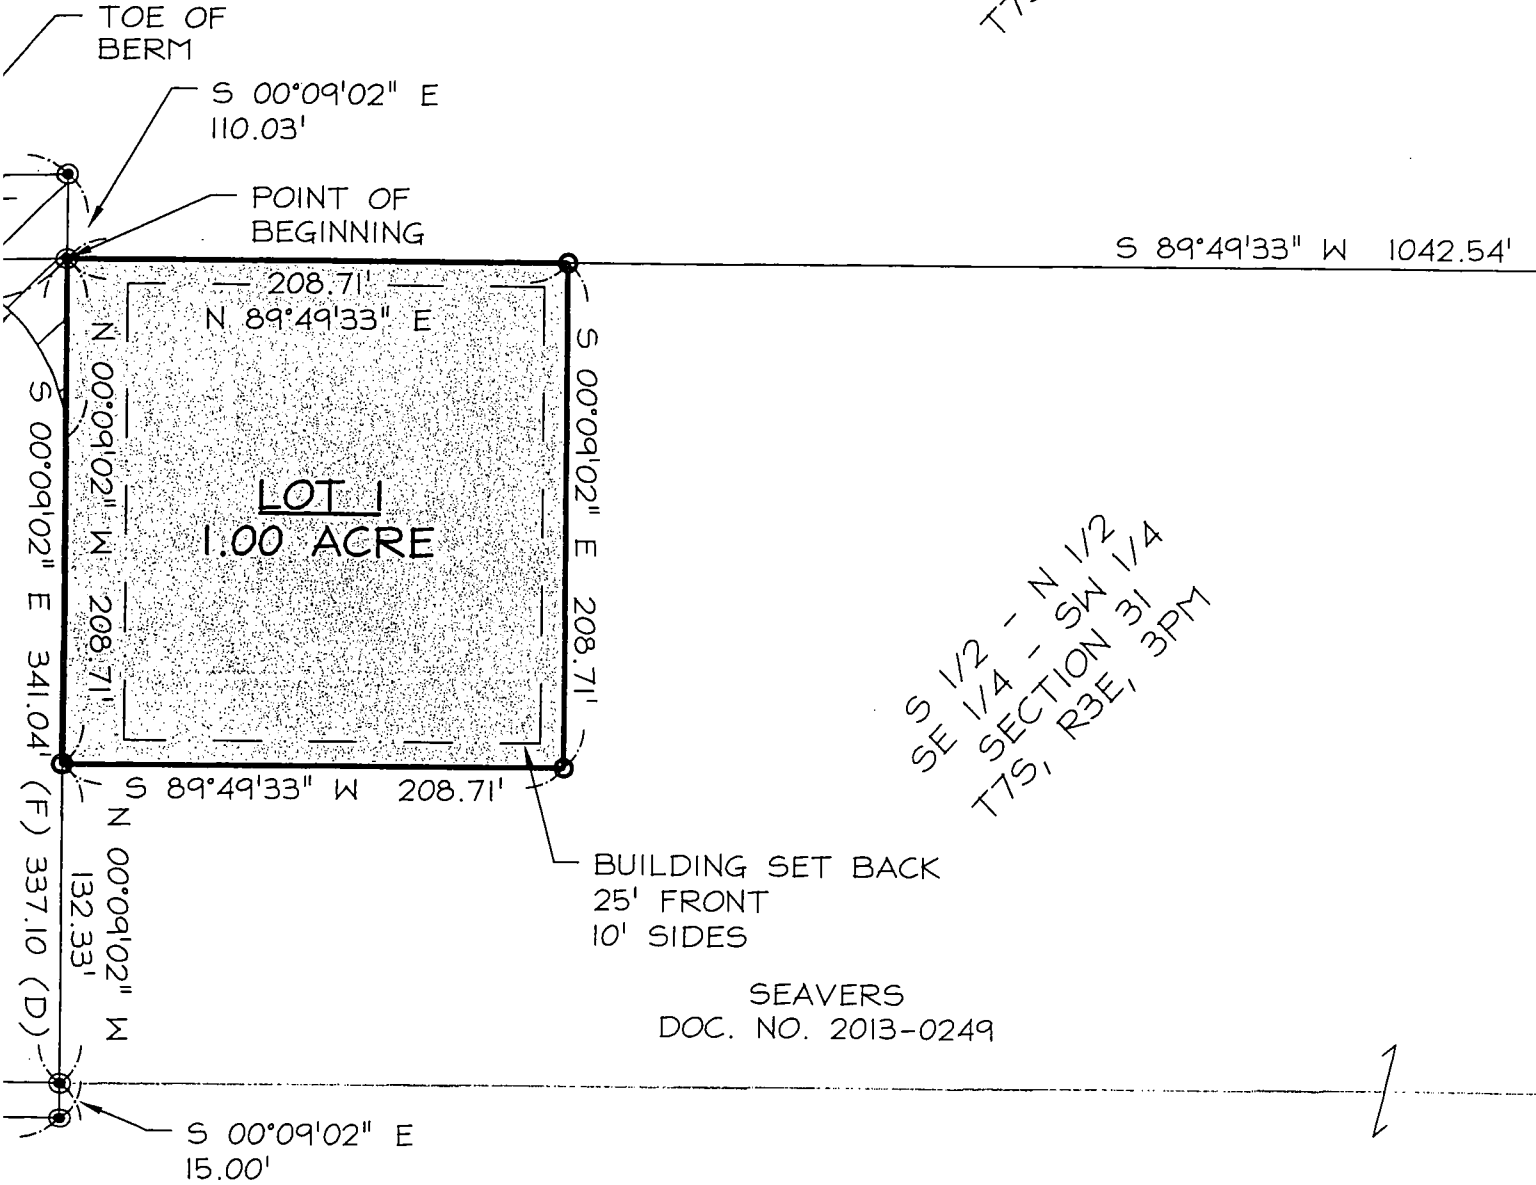 TOE OF
BERM
T7S
S 00°09'02" E
110.03'
POINT OF
BEGINNING
S 89°49'33" W 1042.54'
208.71'
N 89°49'33" E
N 00°09'02" W 208.71'
S 00°09'02" E 208.71'
S 00°09'02" E 341.04' (F) 337.10 (D)
LOT 1
1.00 ACRE
S 1/2 - N 1/2
SE 1/4 - SW 1/4
SECTION 31
T7S, R3E, 3PM
S 89°49'33" W 208.71'
N 00°09'02" W
132.33'
BUILDING SET BACK
25' FRONT
10' SIDES
SEAVERS
DOC. NO. 2013-0249
S 00°09'02" E
15.00'